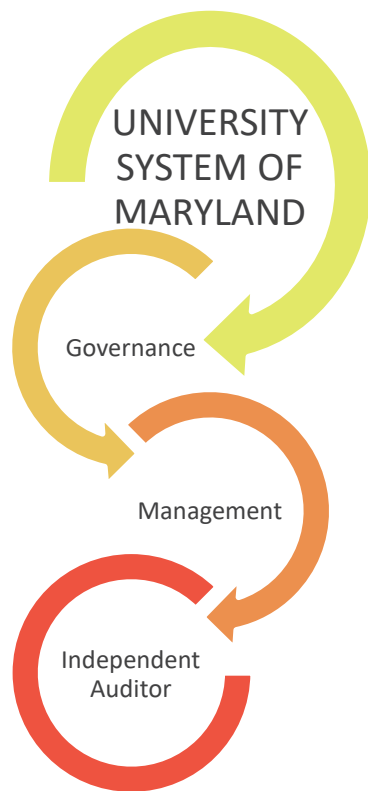 UNIVERSITY
SYSTEM OF
MARYLAND
Governance
Management
Independent
Auditor